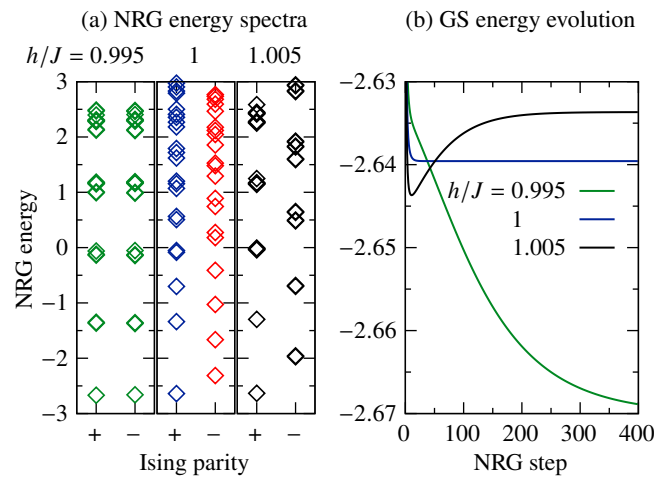 (a) NRG energy spectra
h/J = 0.995 1 1.005
3
2
1
0
−1
−2
−3
NRG energy
+ − + − + −
Ising parity
(b) GS energy evolution
−2.63
−2.64
−2.65
−2.66
−2.67
h/J = 0.995
1
1.005
0 100 200 300 400
NRG step